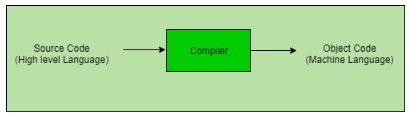 Source Code
(High level Language)
Compiler
Object Code
(Machine Language)